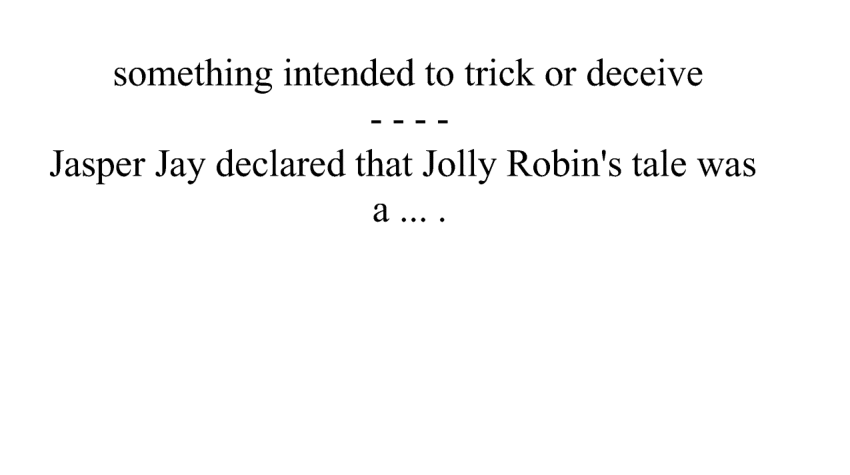 something intended to trick or deceive
- - - -
Jasper Jay declared that Jolly Robin's tale was
a ... .